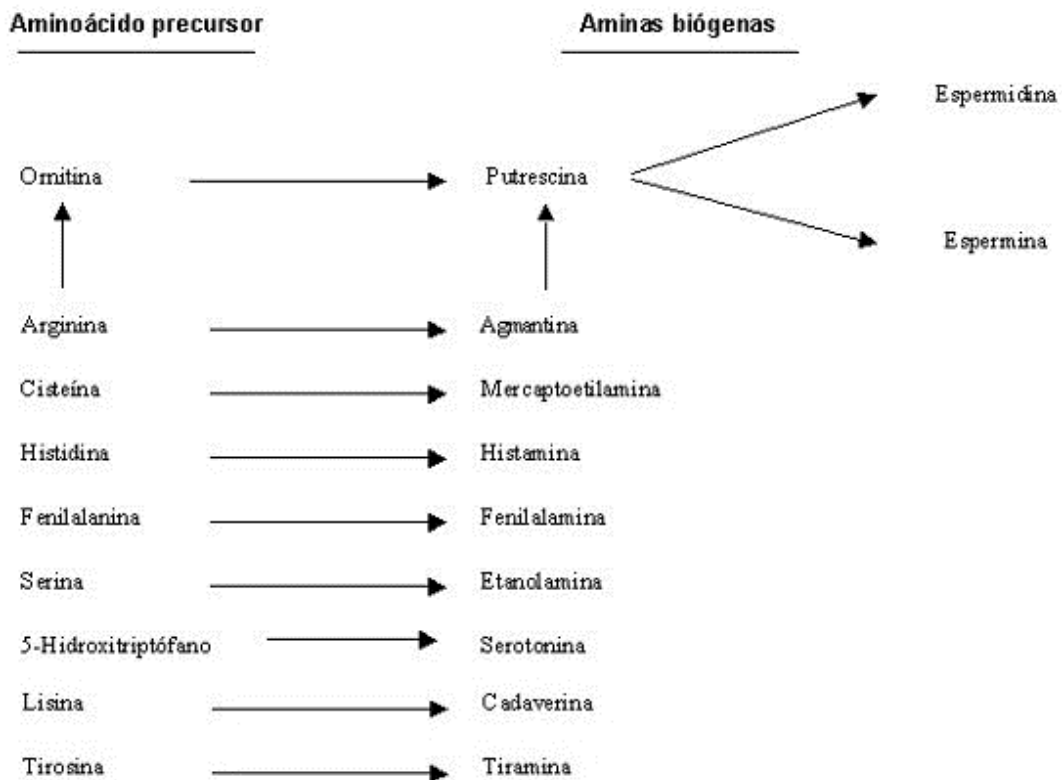 Aminoácido precursor Aminas biógenas
Espermidina
Ornitina Putrescina
Espermina
Arginina Agmantina
Cisteína Mercaptoetilamina
Histidina Histamina
Fenilalanina Fenilalamina
Serina Etanolamina
5-Hidroxitriptófano Serotonina
Lisina Cadaverina
Tirosina Tiramina